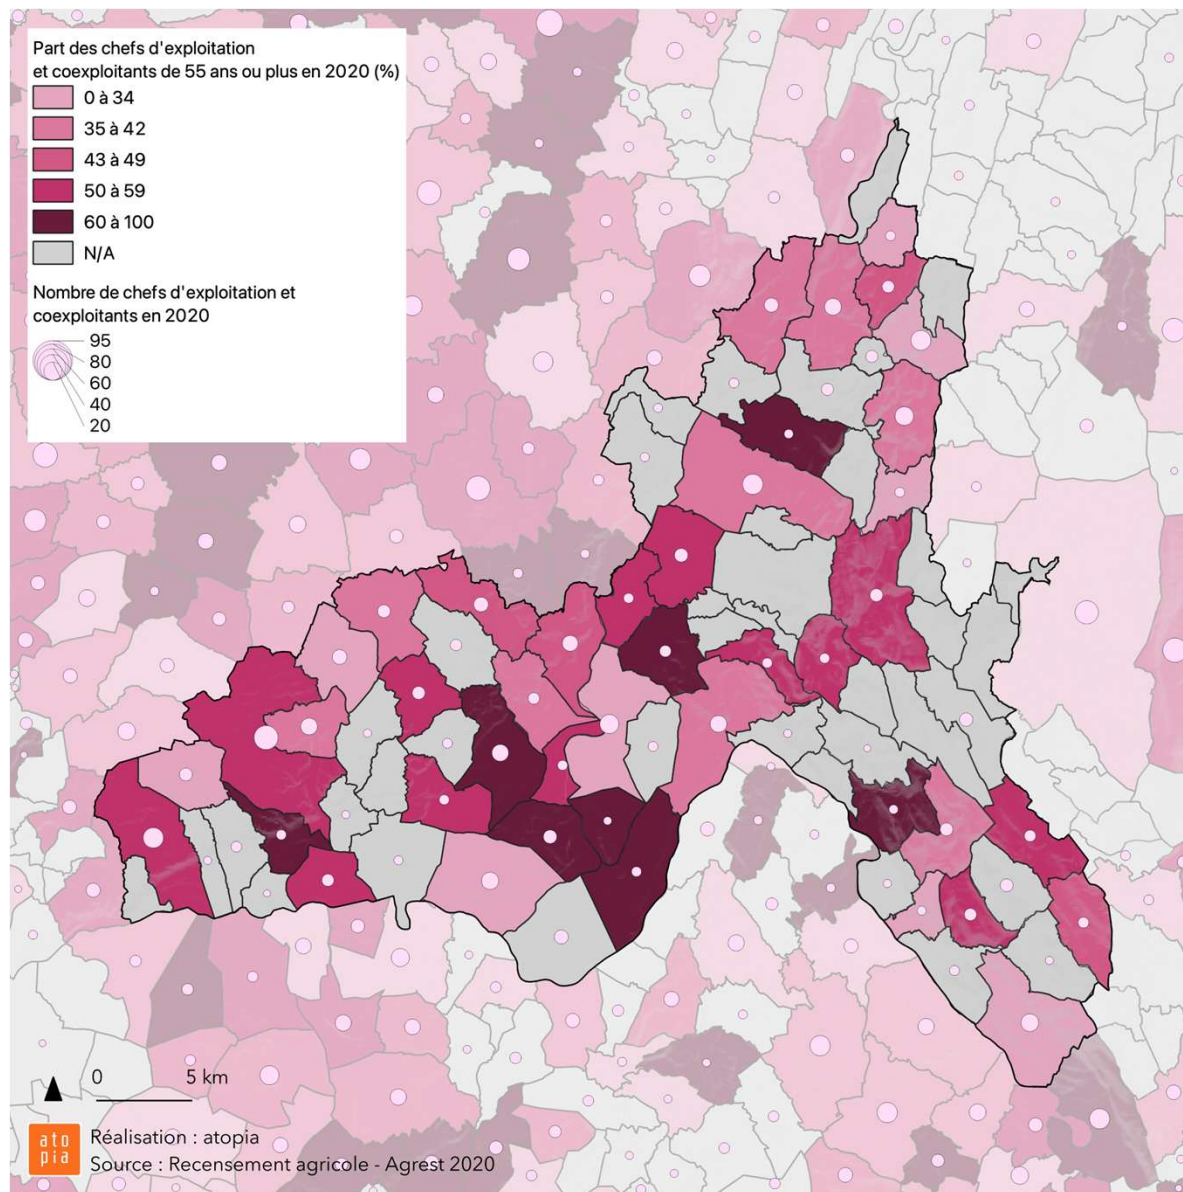 Part des chefs d'exploitation
et coexploitants de 55 ans ou plus en 2020 (%)
0 à 34
35 à 42
43 à 49
50 à 59
60 à 100
N/A
Nombre de chefs d'exploitation et
coexploitants en 2020
95
80
60
40
20
0 5 km
ato
pia
Réalisation : atopia
Source : Recensement agricole - Agrest 2020